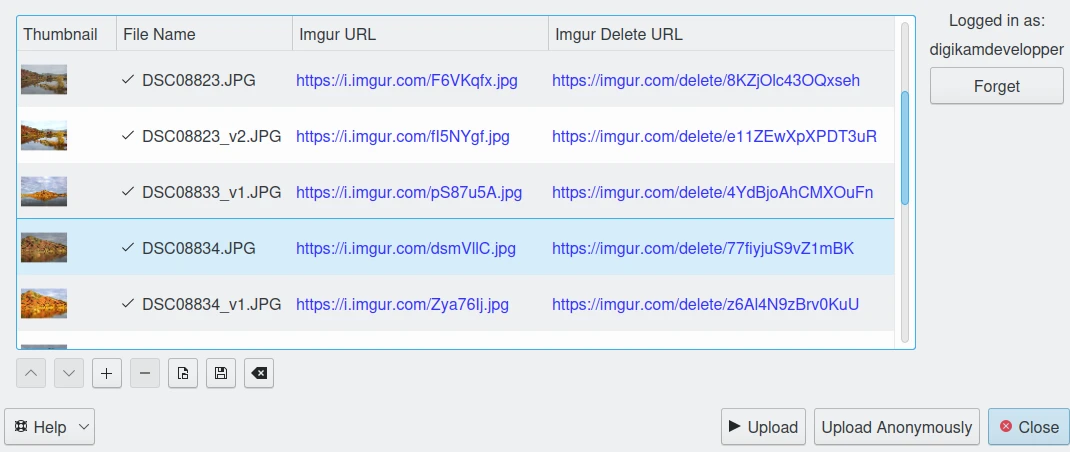 Thumbnail File Name Imgur URL Imgur Delete URL
DSC08823.JPG https://i.imgur.com/F6VKqfx.jpg https://imgur.com/delete/8KZjOlc43OQxseh
DSC08823_v2.JPG https://i.imgur.com/fI5NYgf.jpg https://imgur.com/delete/e11ZEwXpXPDT3uR
DSC08833_v1.JPG https://i.imgur.com/pS87u5A.jpg https://imgur.com/delete/4YdBjoAhCMXOuFn
DSC08834.JPG https://i.imgur.com/dsmVllC.jpg https://imgur.com/delete/77fiyjuS9vZ1mBK
DSC08834_v1.JPG https://i.imgur.com/Zya76Ij.jpg https://imgur.com/delete/z6Al4N9zBrv0KuU
Logged in as:
digikamdevelopper
Forget
Help Upload Upload Anonymously Close